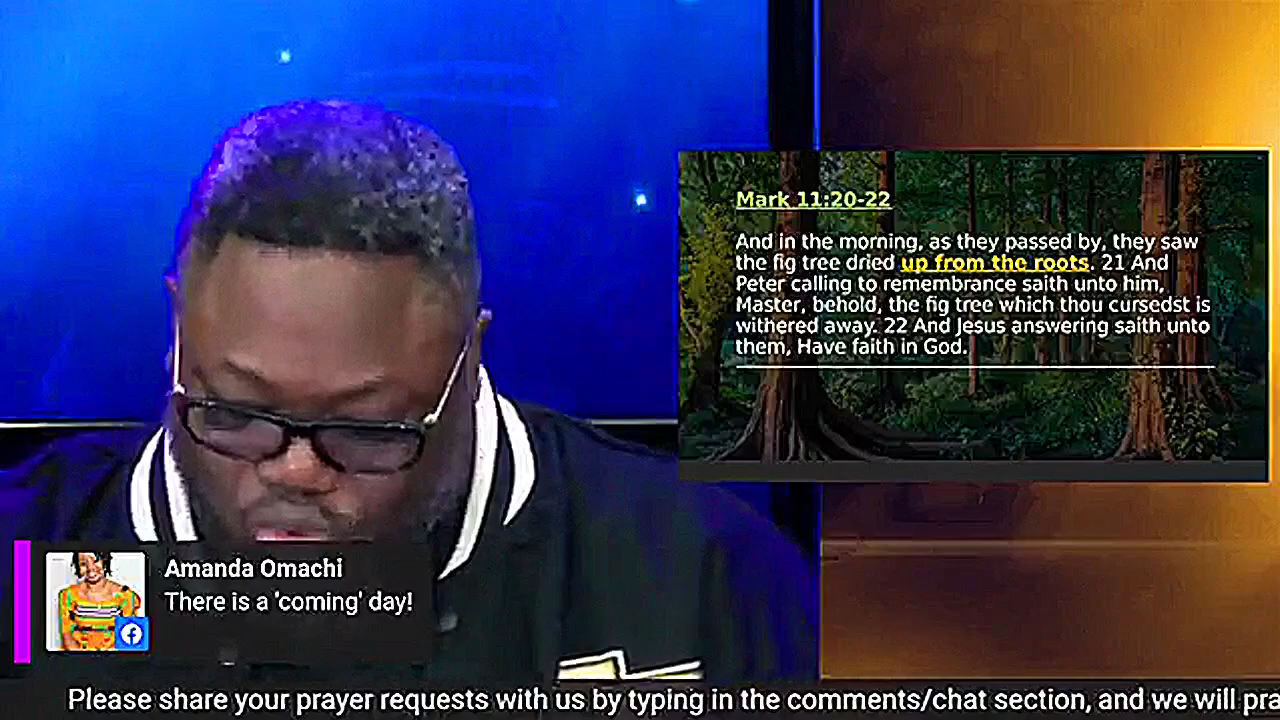 Mark 11:20-22
And in the morning, as they passed by, they saw
the fig tree dried up from the roots. 21 And
Peter calling to remembrance saith unto him,
Master, behold, the fig tree which thou cursedst is
withered away. 22 And Jesus answering saith unto
them, Have faith in God.
Amanda Omachi
There is a 'coming' day!
Please share your prayer requests with us by typing in the comments/chat section, and we will pra